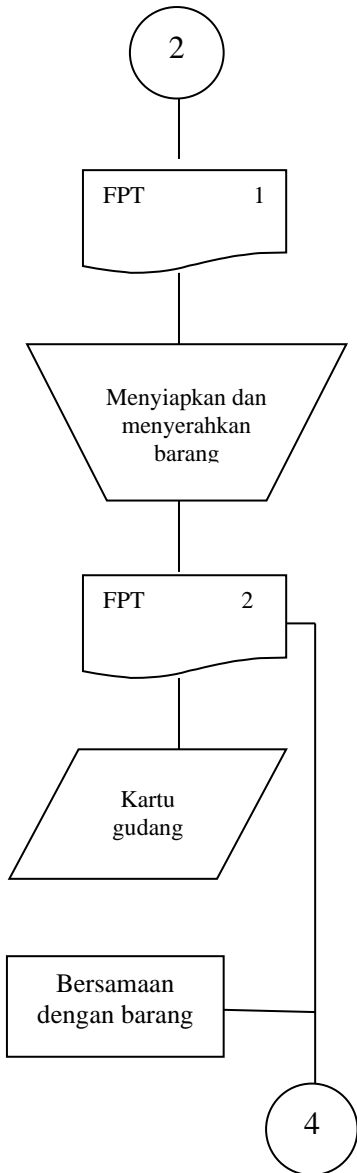 2
FPT 1
Menyiapkan dan
menyerahkan
barang
FPT 2
Kartu
gudang
Bersamaan
dengan barang
4